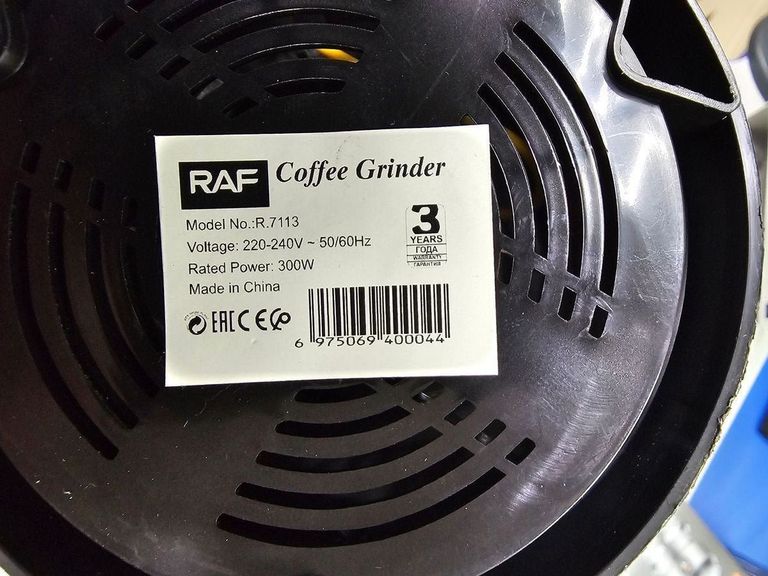 RAF Coffee Grinder
Model No.:R.7113
Voltage: 220-240V ~ 50/60Hz
Rated Power: 300W
Made in China
3
YEARS
ГОДА
WARRANTY
ГАРАНТИЯ
EAC CE
6 975069 400044